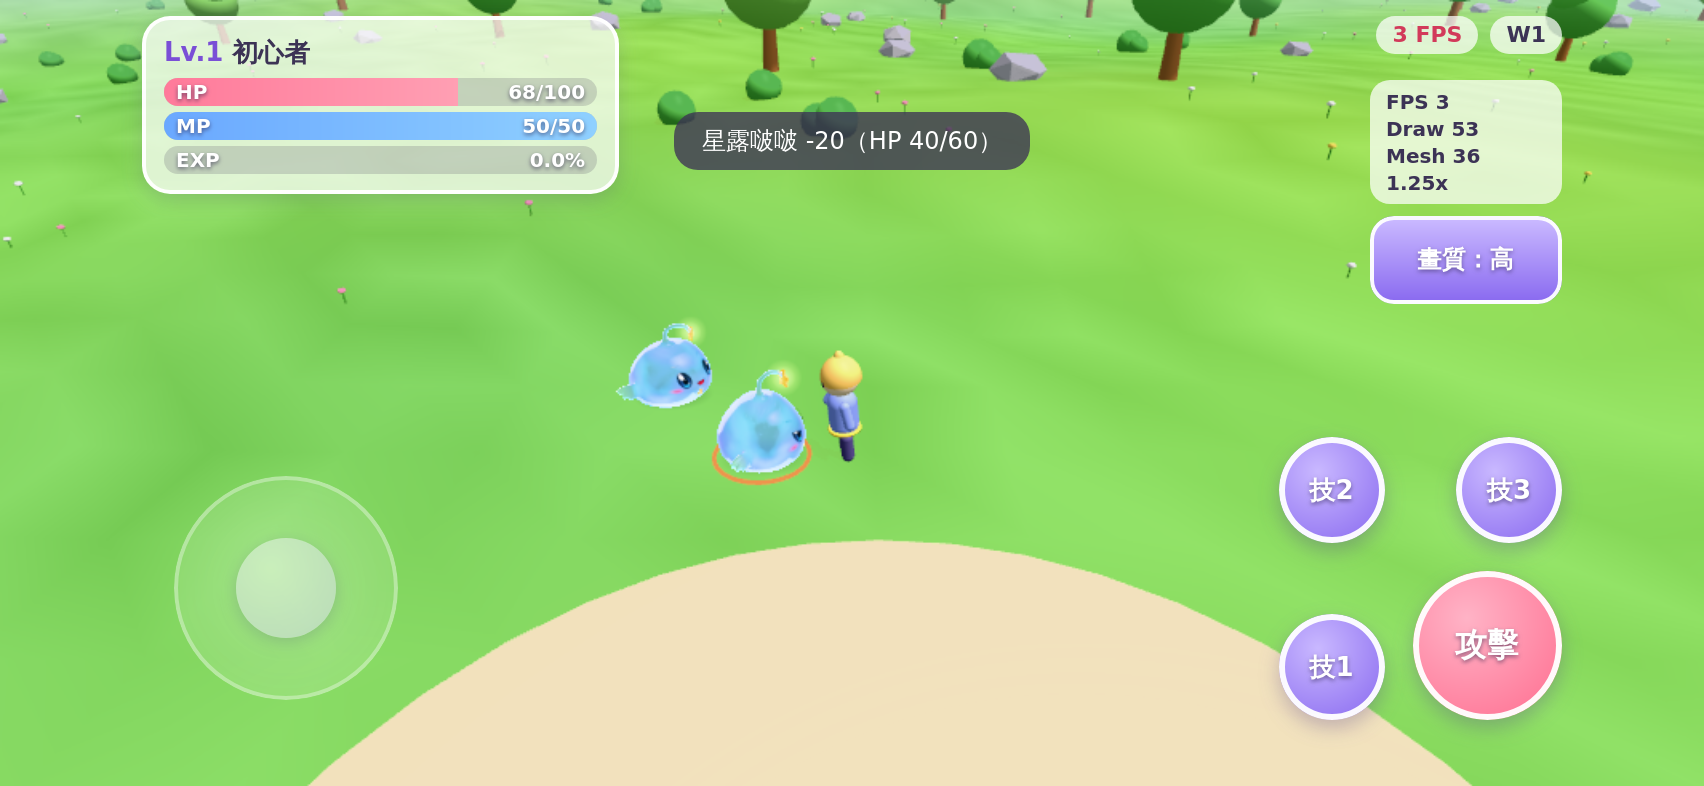 Lv.1 初心者
HP 68/100
MP 50/50
EXP 0.0%
星露啵啵 -20（HP 40/60）
3 FPS
W1
FPS 3
Draw 53
Mesh 36
1.25x
畫質：高
技2
技3
技1
攻擊